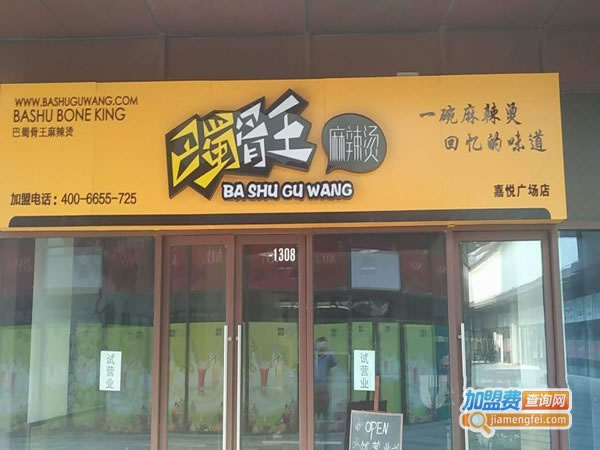 WWW.BASHUGUWANG.COM
BASHU BONE KING
巴蜀骨王麻辣烫
加盟电话:400-6655-725
巴蜀骨王
麻辣烫
BA SHU GU WANG
一碗麻辣烫
回忆的味道
嘉悦广场店
1308
试营业
试营业
OPEN
试营业
加盟费查询网
jiamengfei.com